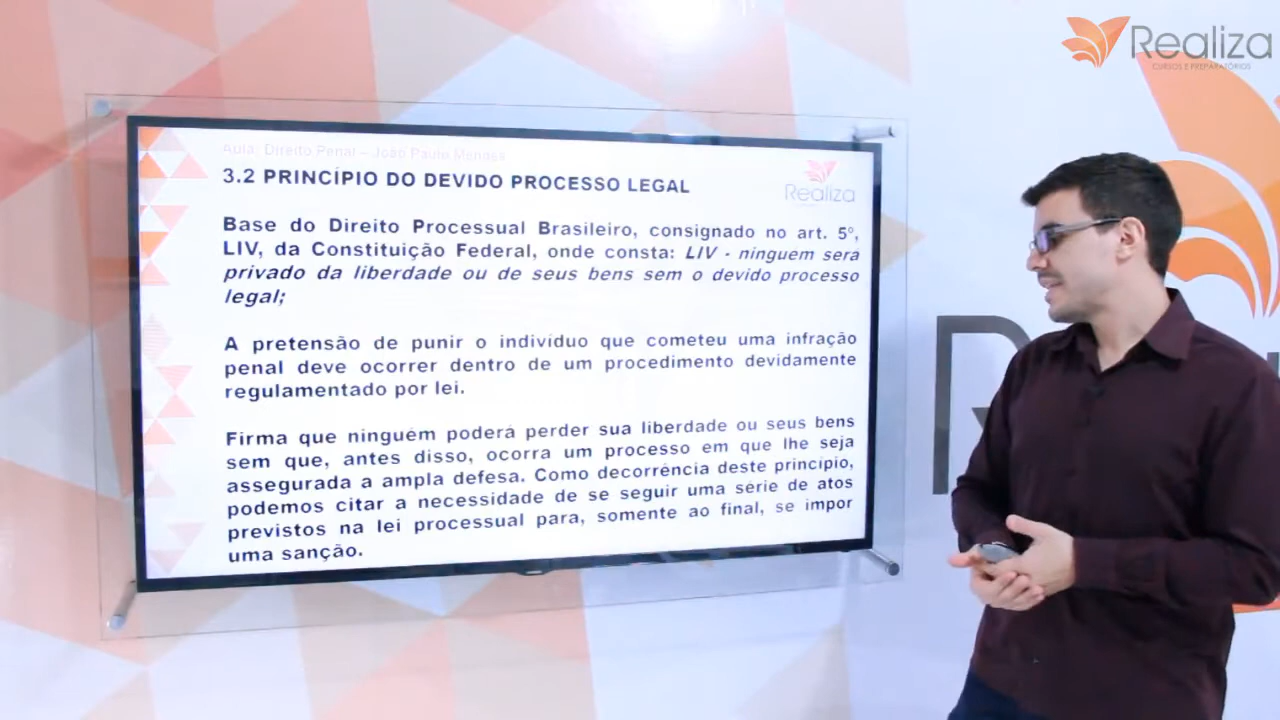 Realiza
CURSOS E PREPARATÓRIOS
Aula: Direito Penal – João Paulo Mendes
3.2 PRINCÍPIO DO DEVIDO PROCESSO LEGAL
Realiza
Base do Direito Processual Brasileiro, consignado no art. 5º,
LIV, da Constituição Federal, onde consta: LIV - ninguem será
privado da liberdade ou de seus bens sem o devido processo
legal;
A pretensão de punir o indivíduo que cometeu uma infração
penal deve ocorrer dentro de um procedimento devidamente
regulamentado por lei.
Firma que ninguém poderá perder sua liberdade ou seus bens
sem que, antes disso, ocorra um processo em que lhe seja
assegurada a ampla defesa. Como decorrência deste princípio,
podemos citar a necessidade de se seguir uma série de atos
previstos na lei processual para, somente ao final, se impor
uma sanção.